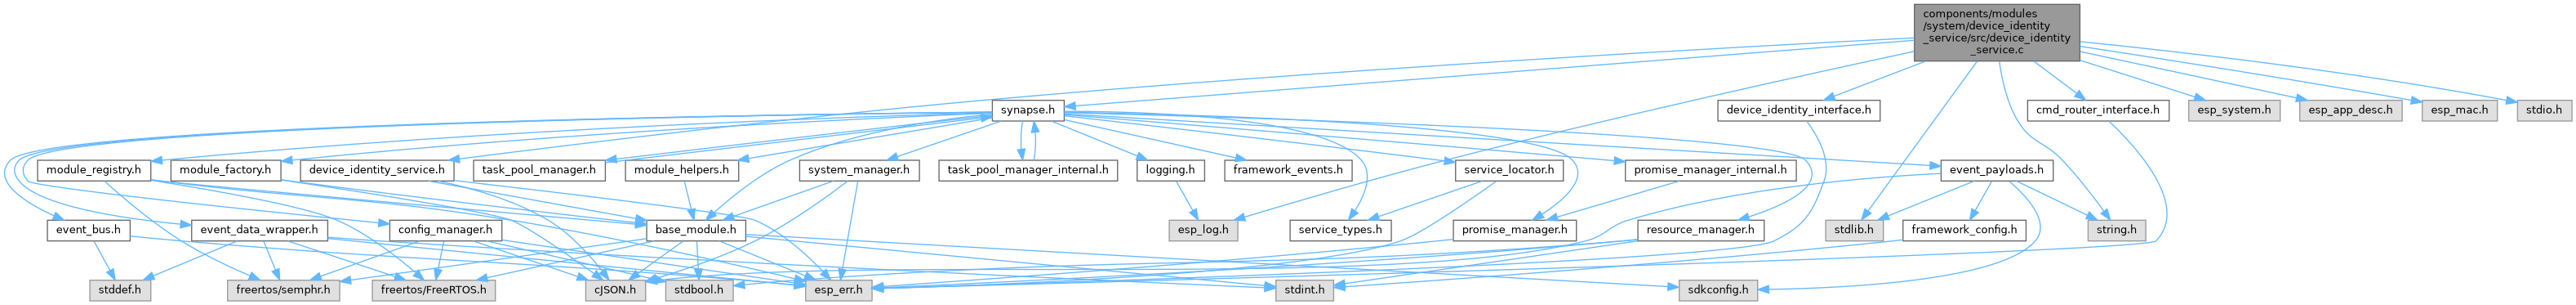 components/modules
/system/device_identity
_service/src/device_identity
_service.c
synapse.h
device_identity_interface.h
cmd_router_interface.h
esp_system.h
esp_app_desc.h
esp_mac.h
stdio.h
module_registry.h
module_factory.h
device_identity_service.h
task_pool_manager.h
module_helpers.h
system_manager.h
task_pool_manager_internal.h
logging.h
framework_events.h
service_locator.h
promise_manager_internal.h
event_payloads.h
event_bus.h
event_data_wrapper.h
config_manager.h
base_module.h
esp_log.h
service_types.h
promise_manager.h
resource_manager.h
stdlib.h
framework_config.h
string.h
stddef.h
freertos/semphr.h
freertos/FreeRTOS.h
cJSON.h
stdbool.h
esp_err.h
stdint.h
sdkconfig.h